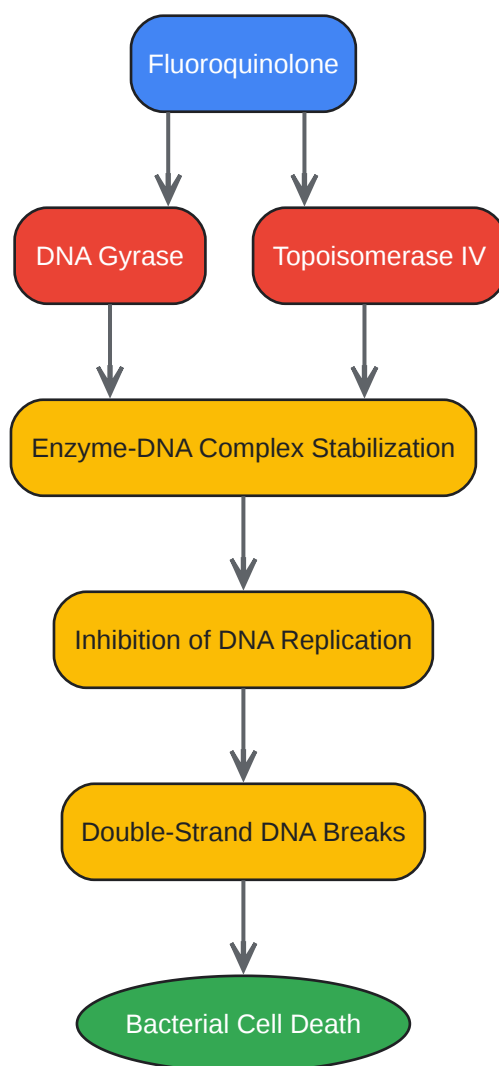 Fluoroquinolone
DNA Gyrase
Topoisomerase IV
Enzyme-DNA Complex Stabilization
Inhibition of DNA Replication
Double-Strand DNA Breaks
Bacterial Cell Death